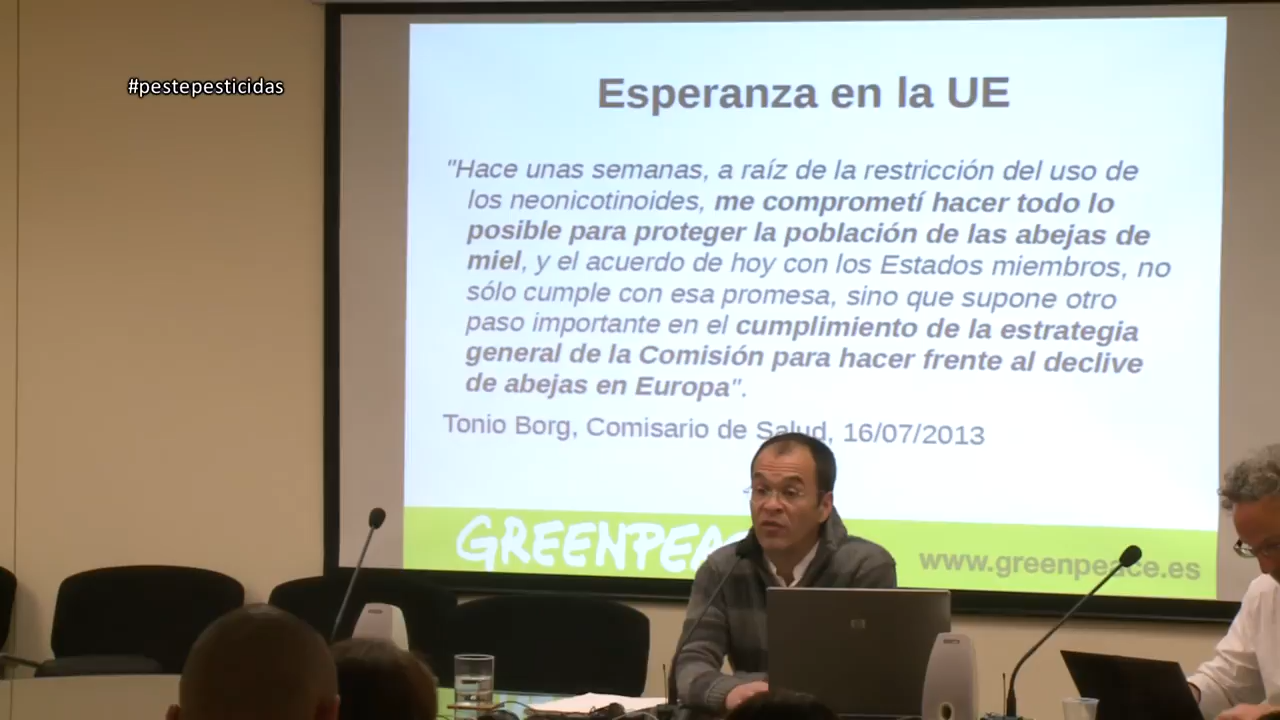 #pestepesticidas
Esperanza en la UE
"Hace unas semanas, a raíz de la restricción del uso de
los neonicotinoides, me comprometí hacer todo lo
posible para proteger la población de las abejas de
miel, y el acuerdo de hoy con los Estados miembros, no
sólo cumple con esa promesa, sino que supone otro
paso importante en el cumplimiento de la estrategia
general de la Comisión para hacer frente al declive
de abejas en Europa".
Tonio Borg, Comisario de Salud, 16/07/2013
GREENPEACE
www.greenpeace.es
hp